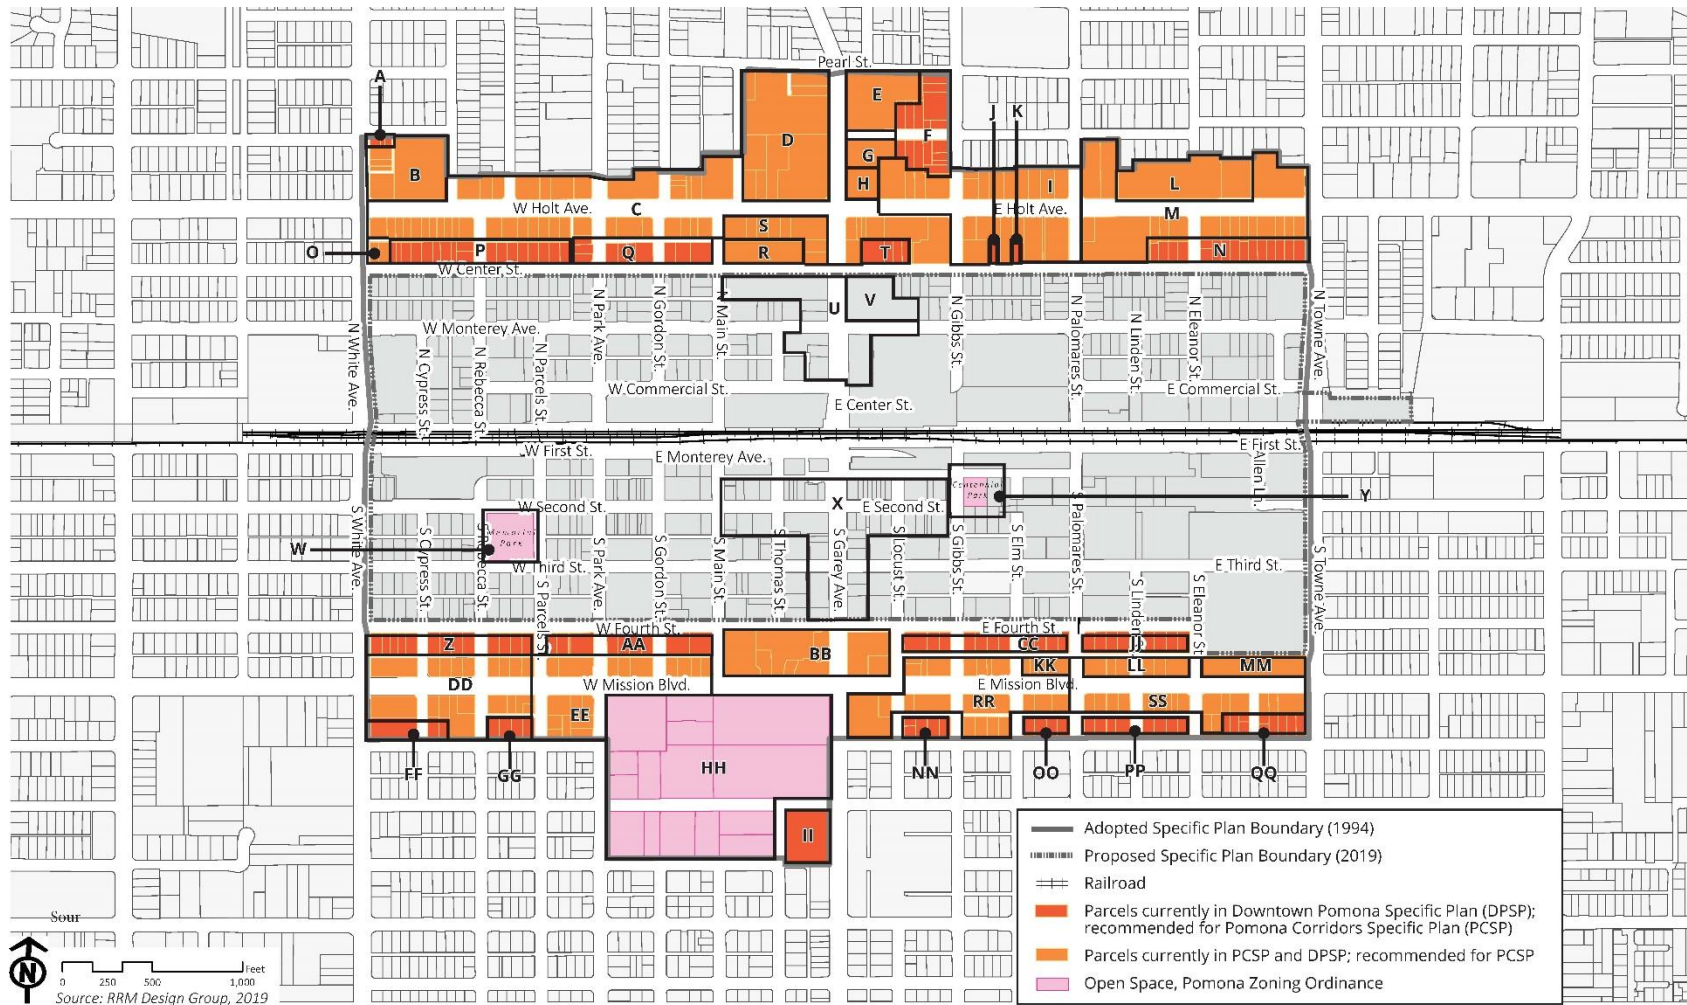 Pearl St.
A
E
J
K
F
D
G
B
H
I
L
W Holt Ave.
C
E Holt Ave.
M
S
O
P
Q
R
T
N
W Center St.
V
U
N White Ave.
W Monterey Ave.
N Cypress St.
N Rebecca St.
N Parcels St.
N Park Ave.
N Gordon St.
N Main St.
N Gibbs St.
N Palomares St.
N Linden St.
N Eleanor St.
N Towne Ave.
W Commercial St.
E Commercial St.
E Center St.
W First St.
E Monterey Ave.
E First St.
Allen Ln.
Centennial
Park
Y
W Second St.
X
E Second St.
Memorial
Park
W
W Third St.
E Third St.
S White Ave.
S Cypress St.
S Rebecca St.
S Parcels St.
S Park Ave.
S Gordon St.
S Main St.
S Thomas St.
S Garey Ave.
S Locust St.
S Gibbs St.
S Elm St.
S Palomares St.
S Linden St.
S Eleanor St.
S Towne Ave.
W Fourth St.
E Fourth St.
Z
AA
BB
CC
JJ
KK
LL
MM
DD
W Mission Blvd.
E Mission Blvd.
EE
RR
SS
FF
GG
HH
NN
OO
PP
QQ
II
Adopted Specific Plan Boundary (1994)
Proposed Specific Plan Boundary (2019)
Railroad
Parcels currently in Downtown Pomona Specific Plan (DPSP);
recommended for Pomona Corridors Specific Plan (PCSP)
Parcels currently in PCSP and DPSP; recommended for PCSP
Open Space, Pomona Zoning Ordinance
Sour
N
Feet
0 250 500 1,000
Source: RRM Design Group, 2019